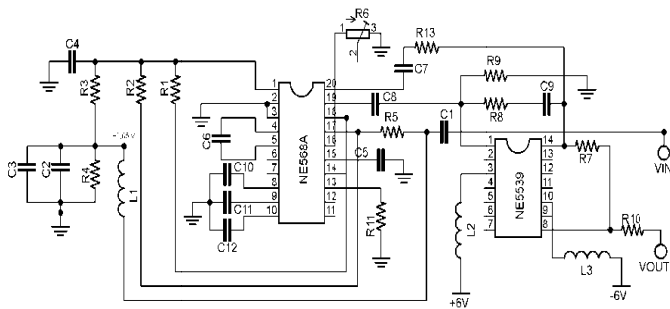 R6
1
3
2
R13
C4
R3
R2
R1
C7
R9
C9
R8
C8
1
2
3
4
5
6
7
8
9
10
20
19
18
17
16
15
14
13
12
11
NE568A
C6
R5
C1
C5
C10
C11
C12
R11
C3
C2
R4
L1
1
2
3
4
5
6
7
14
13
12
11
10
9
8
NE5539
R7
VIN
R10
VOUT
L2
L3
+6V
-6V